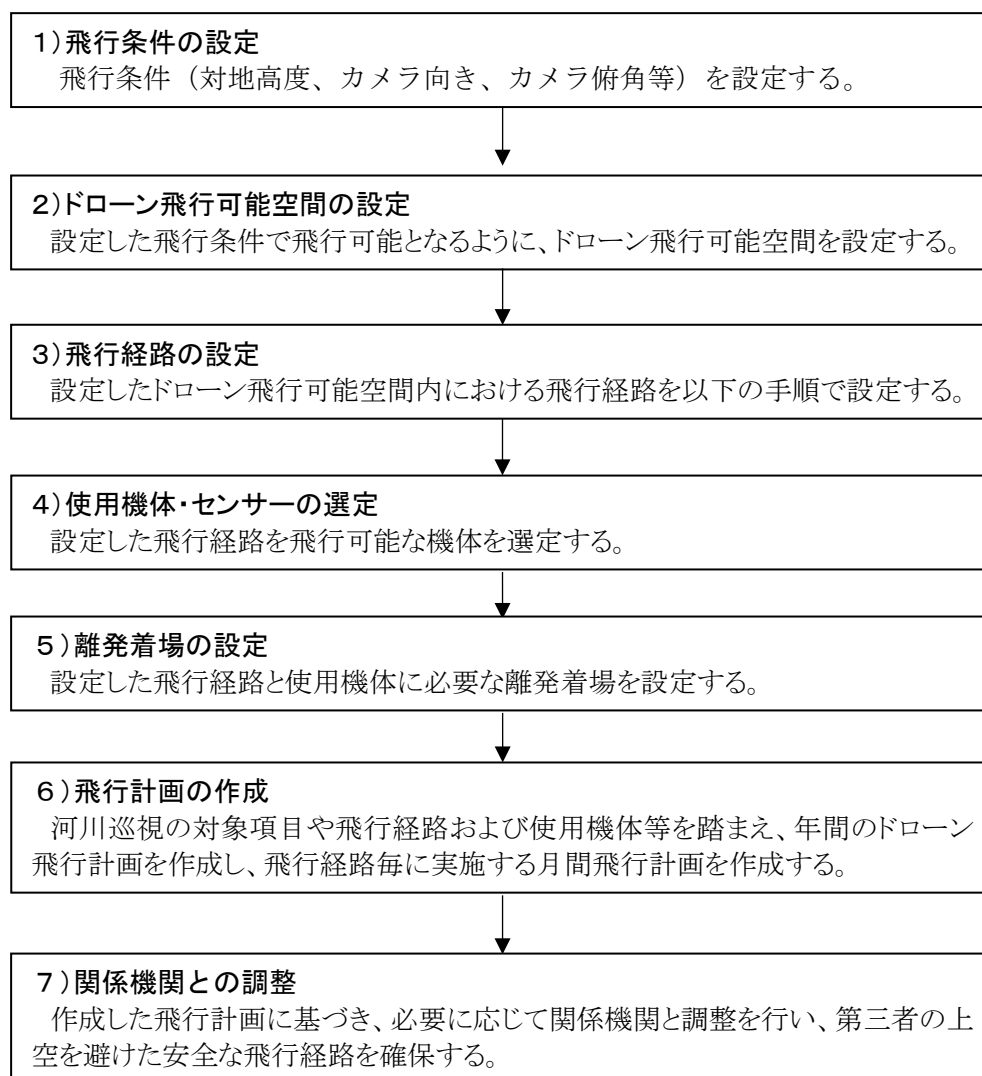 １）飛行条件の設定
飛行条件（対地高度、カメラ向き、カメラ俯角等）を設定する。
２）ドローン飛行可能空間の設定
設定した飛行条件で飛行可能となるように、ドローン飛行可能空間を設定する。
３）飛行経路の設定
設定したドローン飛行可能空間内における飛行経路を以下の手順で設定する。
４）使用機体・センサーの選定
設定した飛行経路を飛行可能な機体を選定する。
５）離発着場の設定
設定した飛行経路と使用機体に必要な離発着場を設定する。
６）飛行計画の作成
河川巡視の対象項目や飛行経路および使用機体等を踏まえ、年間のドローン
飛行計画を作成し、飛行経路毎に実施する月間飛行計画を作成する。
７）関係機関との調整
作成した飛行計画に基づき、必要に応じて関係機関と調整を行い、第三者の上
空を避けた安全な飛行経路を確保する。